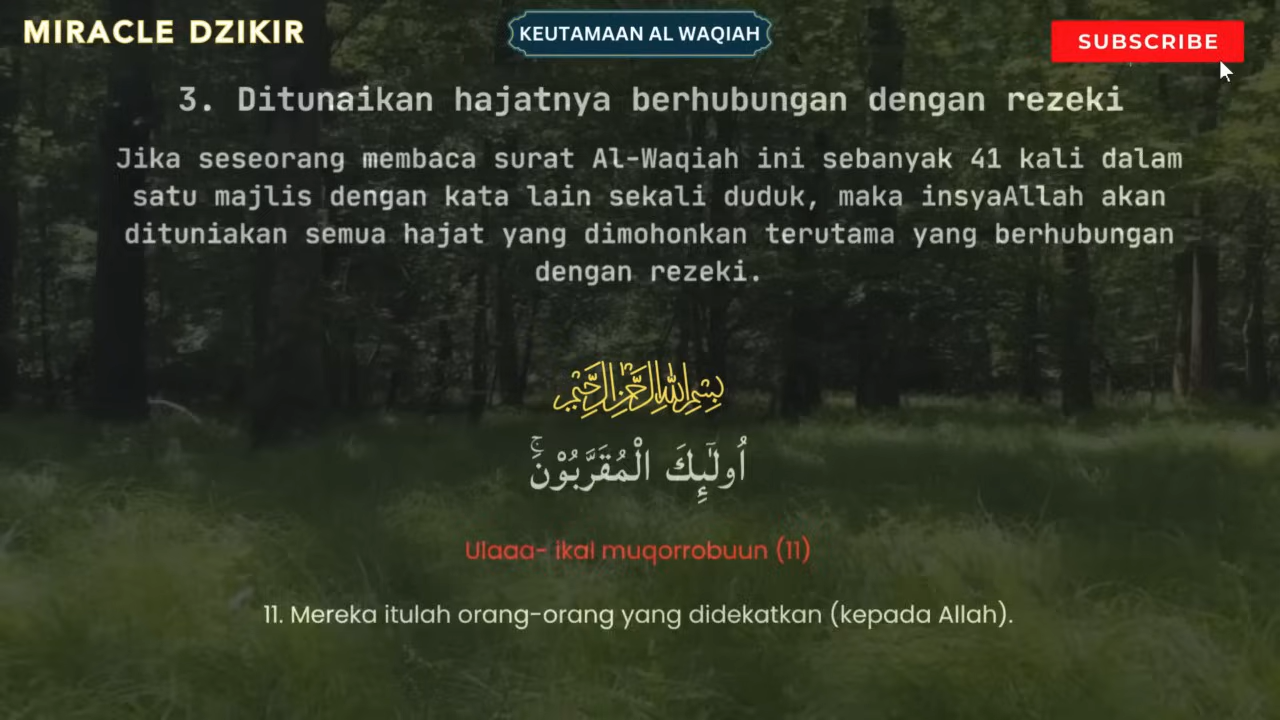 MIRACLE DZIKIR
KEUTAMAAN AL WAQIAH
SUBSCRIBE
3. Ditunaikan hajatnya berhubungan dengan rezeki
Jika seseorang membaca surat Al-Waqiah ini sebanyak 41 kali dalam
satu majlis dengan kata lain sekali duduk, maka insyaAllah akan
dituniakan semua hajat yang dimohonkan terutama yang berhubungan
dengan rezeki.
بِسْمِ اللهِ الرَّحْمٰنِ الرَّحِيْمِ
اُولٰۤىِٕكَ الْمُقَرَّبُوْنَۚ
Ulaaa- ikal muqorrobuun (11)
11. Mereka itulah orang-orang yang didekatkan (kepada Allah).